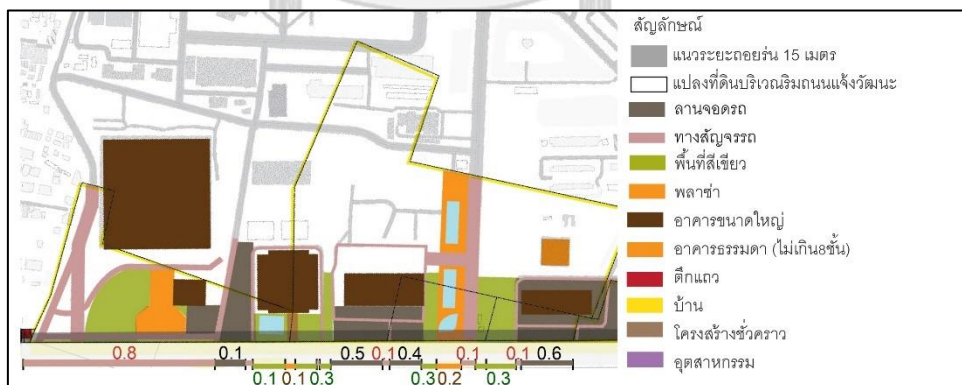 สัญลักษณ์
แนวระยะถอยร่น 15 เมตร
แปลงที่ดินบริเวณริมถนนแจ้งวัฒนะ
ลานจอดรถ
ทางสัญจรรถ
พื้นที่สีเขียว
พลาซ่า
อาคารขนาดใหญ่
อาคารธรรมดา (ไม่เกิน8ชั้น)
ตึกแถว
บ้าน
โครงสร้างชั่วคราว
อุตสาหกรรม
0.8 0.1 0.5 0.1 0.4 0.1 0.1 0.6
0.1 0.1 0.3 0.3 0.2 0.3